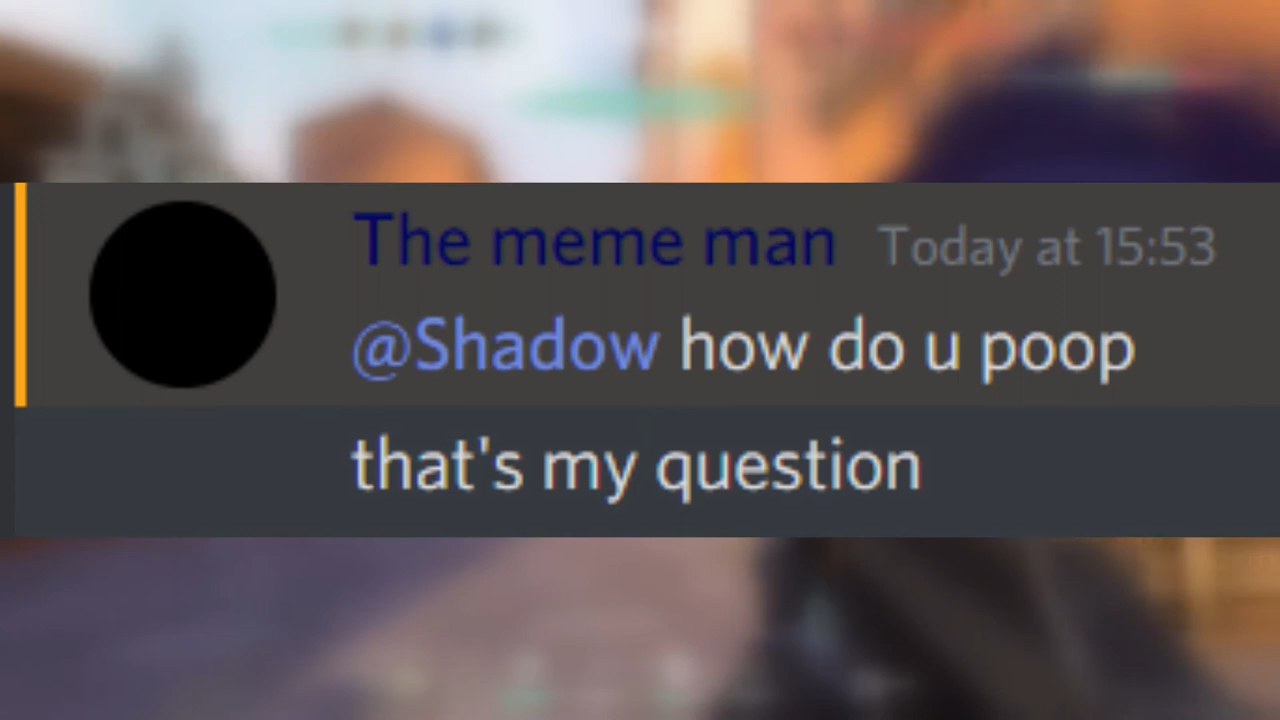 The meme man Today at 15:53
@Shadow how do u poop
that's my question